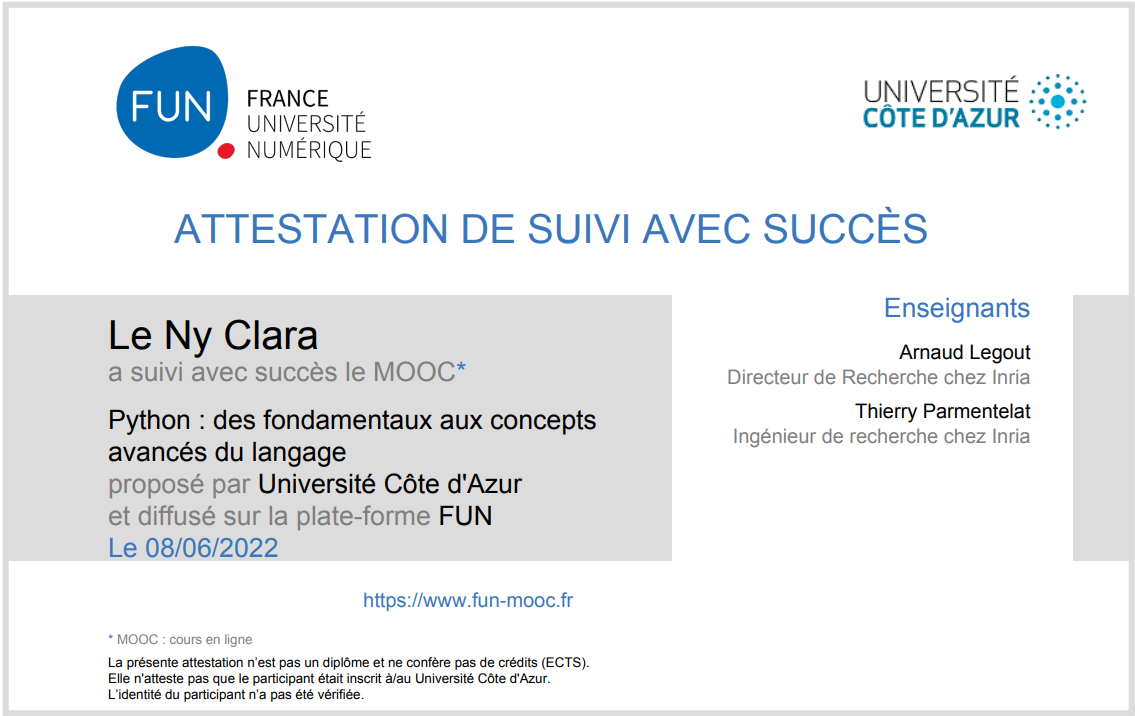 FUN
FRANCE
UNIVERSITÉ
NUMÉRIQUE
UNIVERSITÉ
CÔTE D'AZUR
ATTESTATION DE SUIVI AVEC SUCCÈS
Le Ny Clara
a suivi avec succès le MOOC*
Python : des fondamentaux aux concepts
avancés du langage
proposé par Université Côte d'Azur
et diffusé sur la plate-forme FUN
Le 08/06/2022
Enseignants
Arnaud Legout
Directeur de Recherche chez Inria
Thierry Parmentelat
Ingénieur de recherche chez Inria
https://www.fun-mooc.fr
* MOOC : cours en ligne
La présente attestation n’est pas un diplôme et ne confère pas de crédits (ECTS).
Elle n'atteste pas que le participant était inscrit à/au Université Côte d'Azur.
L’identité du participant n’a pas été vérifiée.